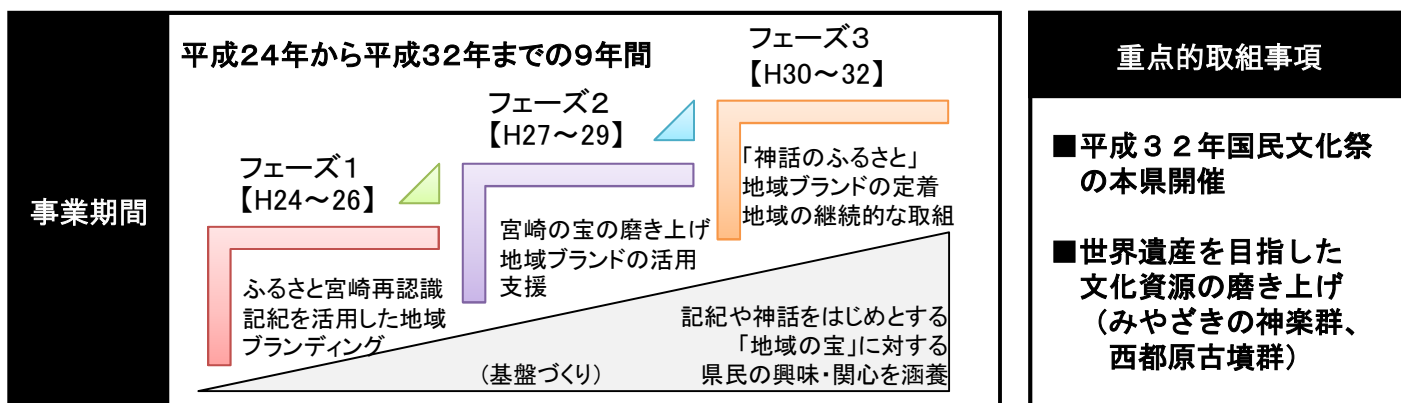 事業期間
平成24年から平成32年までの9年間
フェーズ1
【H24～26】
ふるさと宮崎再認識
記紀を活用した地域
ブランディング
フェーズ2
【H27～29】
宮崎の宝の磨き上げ
地域ブランドの活用
支援
フェーズ3
【H30～32】
「神話のふるさと」
地域ブランドの定着
地域の継続的な取組
(基盤づくり)
記紀や神話をはじめとする
「地域の宝」に対する
県民の興味・関心を涵養
重点的取組事項
■平成３２年国民文化祭
の本県開催
■世界遺産を目指した
文化資源の磨き上げ
（みやざきの神楽群、
西都原古墳群）